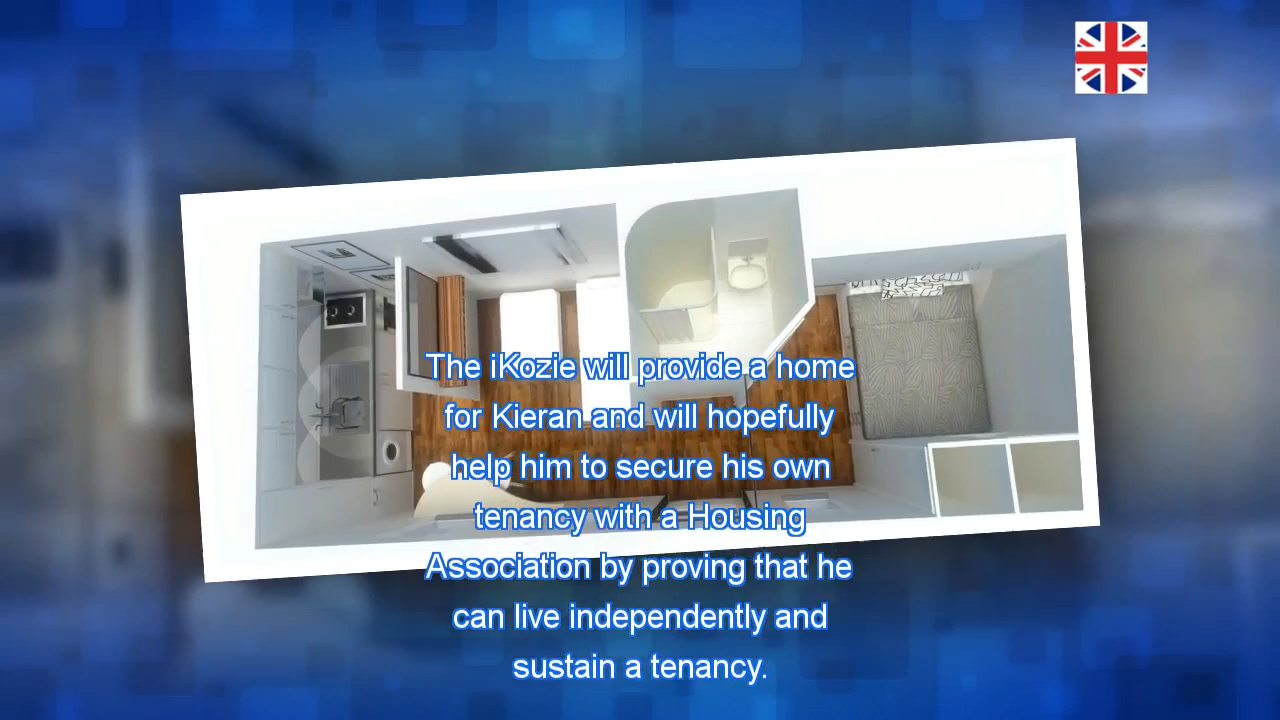 The iKozie will provide a home
for Kieran and will hopefully
help him to secure his own
tenancy with a Housing
Association by proving that he
can live independently and
sustain a tenancy.